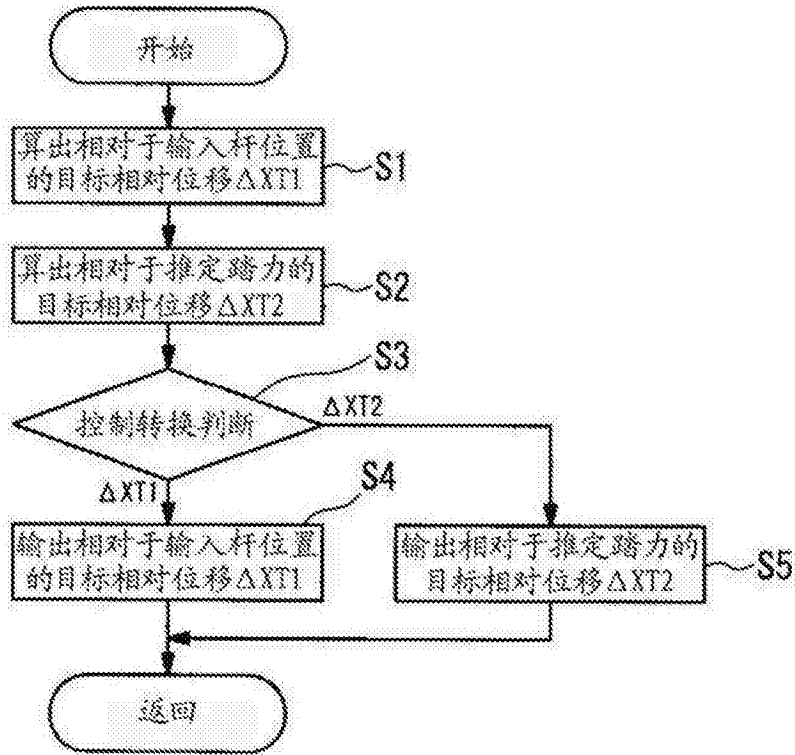 开始
算出相对于输入杆位置
的目标相对位移ΔXT1
S1
算出相对于推定踏力的
目标相对位移ΔXT2
S2
S3
控制转换判断
ΔXT2
ΔXT1
S4
输出相对于输入杆位置
的目标相对位移ΔXT1
输出相对于推定踏力的
目标相对位移ΔXT2
S5
返回